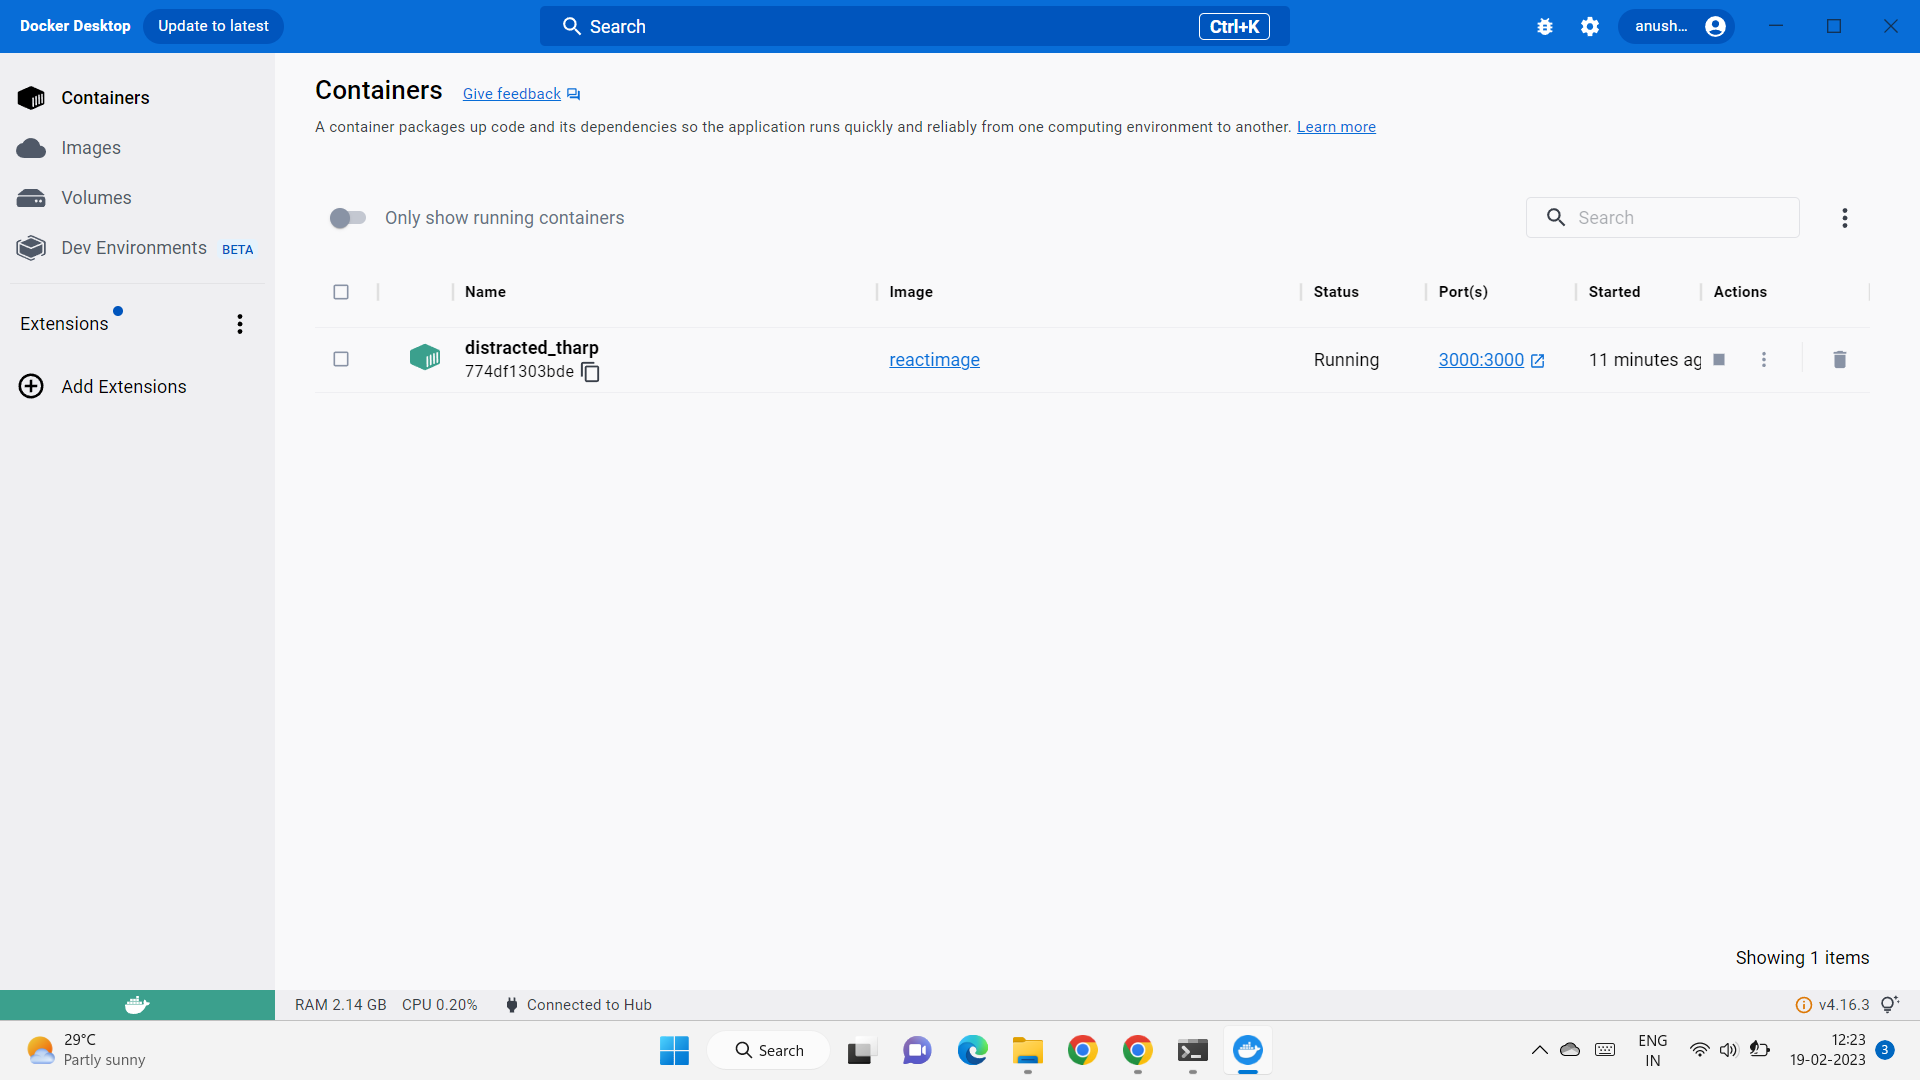 Docker Desktop Update to latest Search Ctrl+K anush...
Containers
Images
Volumes
Dev Environments BETA
Extensions
Add Extensions
Containers Give feedback
A container packages up code and its dependencies so the application runs quickly and reliably from one computing environment to another. Learn more
Only show running containers Search
Name Image Status Port(s) Started Actions
distracted_tharp
774df1303bde reactimage Running 3000:3000 11 minutes ag
Showing 1 items
RAM 2.14 GB CPU 0.20% Connected to Hub v4.16.3
29°C
Partly sunny
Search
ENG
IN
12:23
19-02-2023
3